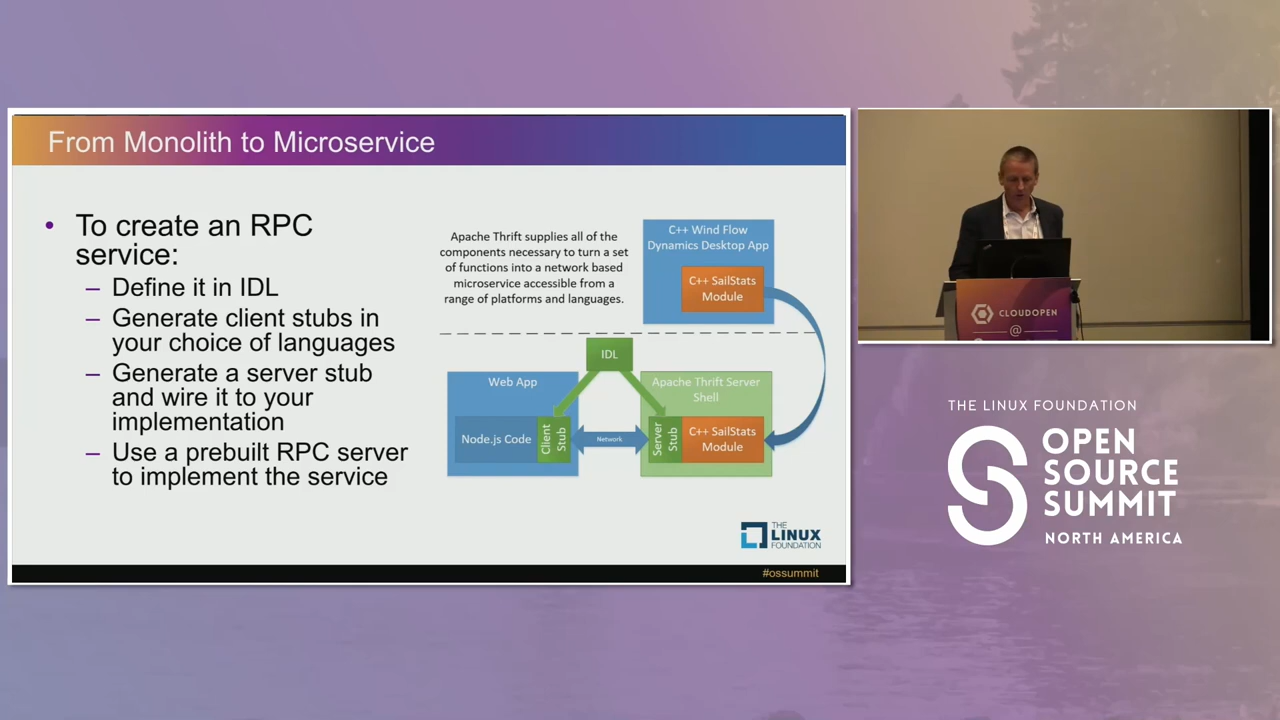 From Monolith to Microservice
• To create an RPC
service:
– Define it in IDL
– Generate client stubs in
your choice of languages
– Generate a server stub
and wire it to your
implementation
– Use a prebuilt RPC server
to implement the service
Apache Thrift supplies all of the
components necessary to turn a set
of functions into a network based
microservice accessible from a
range of platforms and languages.
C++ Wind Flow
Dynamics Desktop App
C++ SailStats
Module
IDL
Web App
Node.js Code
Client
Stub
Network
Apache Thrift Server
Shell
Server
Stub
C++ SailStats
Module
THE
LINUX
FOUNDATION
#ossummit
CLOUDOPEN
@
THE LINUX FOUNDATION
OPEN
SOURCE
SUMMIT
NORTH AMERICA